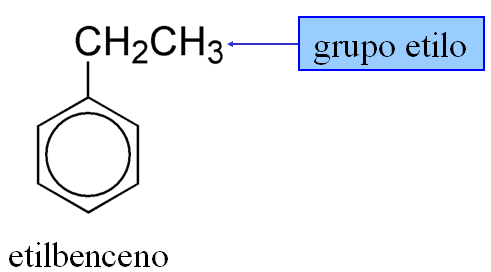 CH₂CH₃
grupo etilo
etilbenceno